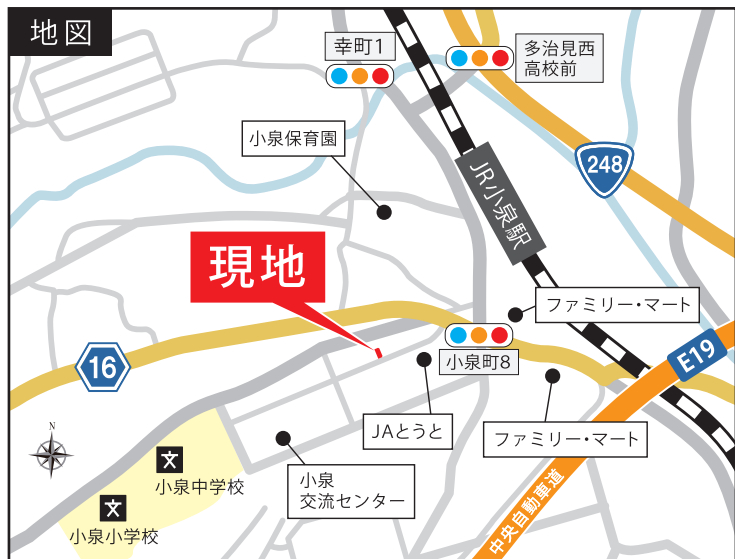 地図
幸町1
多治見西
高校前
小泉保育園
248
JR小泉駅
現地
ファミリー・マート
小泉町8
16
E19
JAとうと
ファミリー・マート
N
小泉
交流センター
文
小泉中学校
文
小泉小学校
中央自動車道